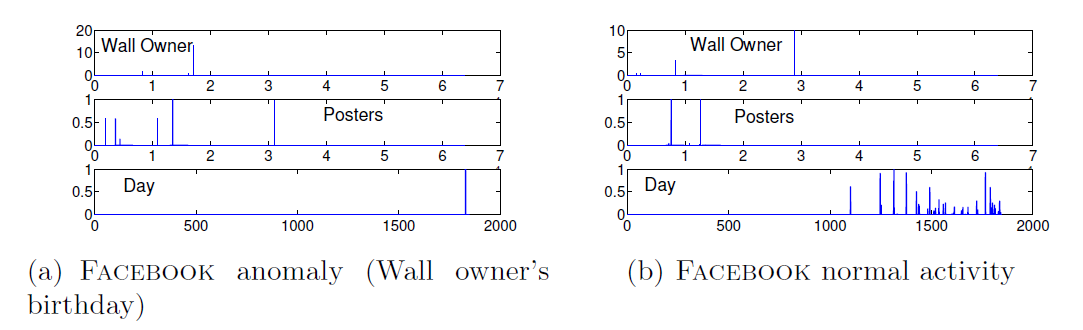 20
10
0
Wall Owner
0 1 2 3 4 5 6 7
1
0.5
0
Posters
0 1 2 3 4 5 6 7
1
0.5
0
Day
0 500 1000 1500 2000
(a) FACEBOOK anomaly (Wall owner's
birthday)
10
5
0
Wall Owner
0 1 2 3 4 5 6 7
1
0.5
0
Posters
0 1 2 3 4 5 6 7
1
0.5
0
Day
0 500 1000 1500 2000
(b) FACEBOOK normal activity